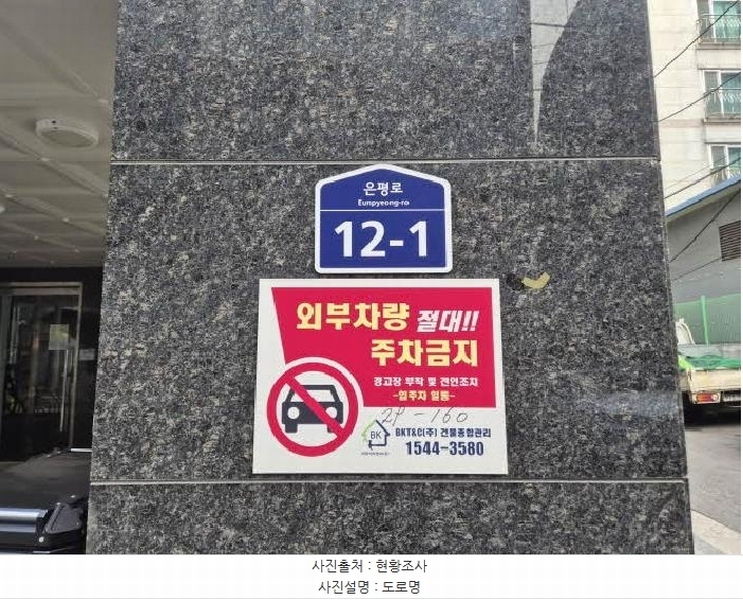 은평로
Eunpyeong-ro
12-1
외부차량 절대!!
주차금지
경고장 부착 및 견인조치
-입주자 일동-
29-160
BK
BKT&C(주) 건물종합관리
1544-3580
사진출처 : 현황조사
사진설명 : 도로명